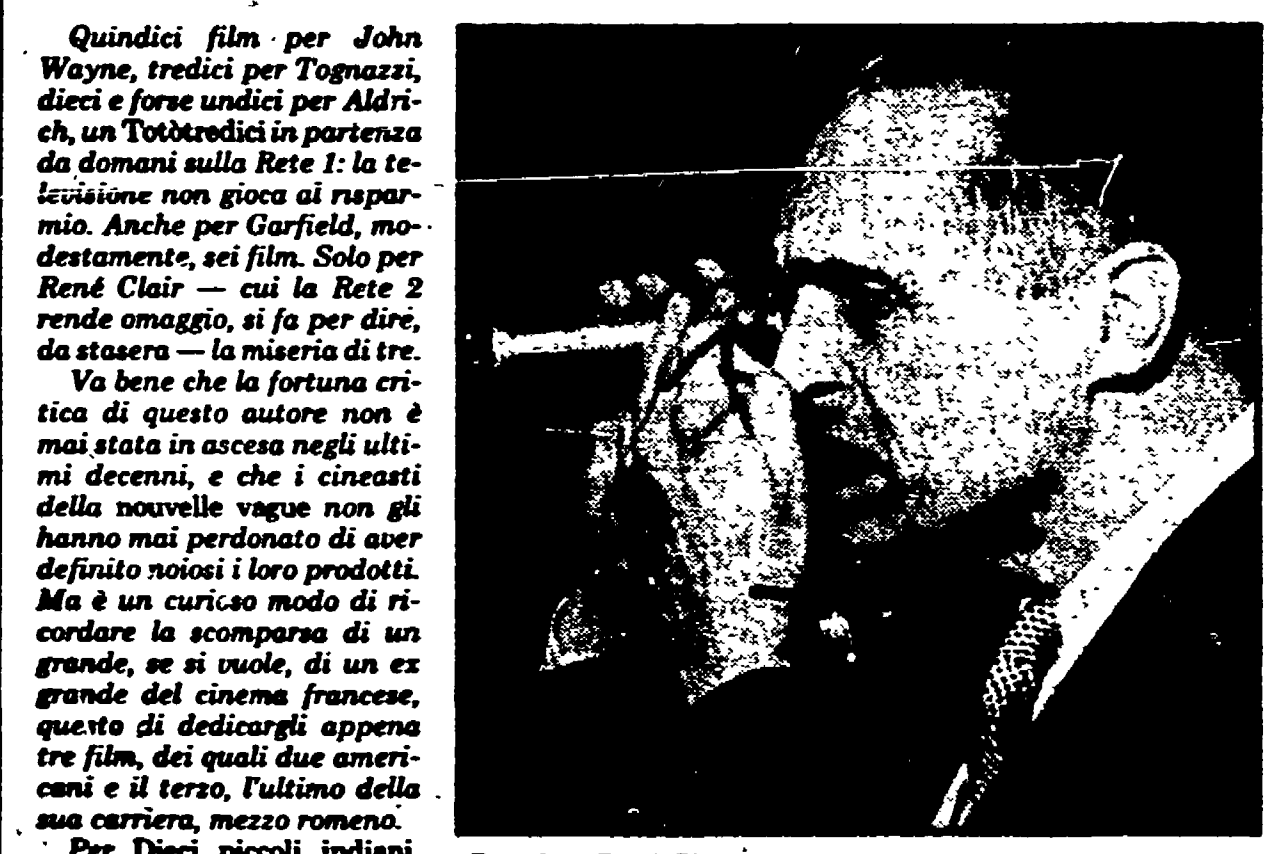 Quindici film per John
Wayne, tredici per Tognazzi,
dieci e forse undici per Aldri-
ch, un Totòtredici in partenza
da domani sulla Rete 1: la te-
levisione non gioca al rispar-
mio. Anche per Garfield, mo-
destamente, sei film. Solo per
René Clair — cui la Rete 2
rende omaggio, si fa per dire,
da stasera — la miseria di tre.
Va bene che la fortuna cri-
tica di questo autore non è
mai stata in ascesa negli ulti-
mi decenni, e che i cineasti
della nouvelle vague non gli
hanno mai perdonato di aver
definito noiosi i loro prodotti.
Ma è un curioso modo di ri-
cordare la scomparsa di un
grande, se si vuole, di un ex
grande del cinema francese,
questo di dedicargli appena
tre film, dei quali due ameri-
cani e il terzo, l'ultimo della
sua carriera, mezzo romeno.
Per Dieci piccoli indiani,